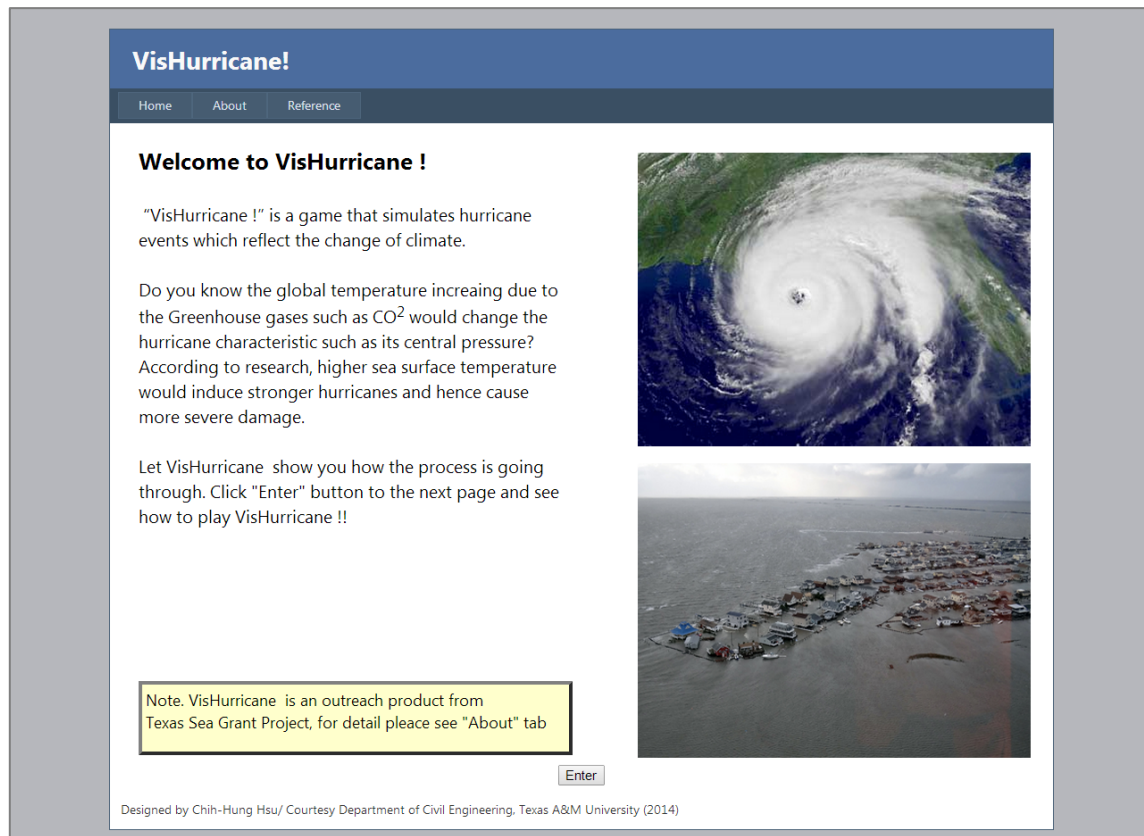 VisHurricane!
Home About Reference
Welcome to VisHurricane !
“VisHurricane !” is a game that simulates hurricane
events which reflect the change of climate.
Do you know the global temperature increaing due to
the Greenhouse gases such as CO² would change the
hurricane characteristic such as its central pressure?
According to research, higher sea surface temperature
would induce stronger hurricanes and hence cause
more severe damage.
Let VisHurricane show you how the process is going
through. Click "Enter" button to the next page and see
how to play VisHurricane !!
Note. VisHurricane is an outreach product from
Texas Sea Grant Project, for detail pleace see "About" tab
Enter
Designed by Chih-Hung Hsu/ Courtesy Department of Civil Engineering, Texas A&M University (2014)